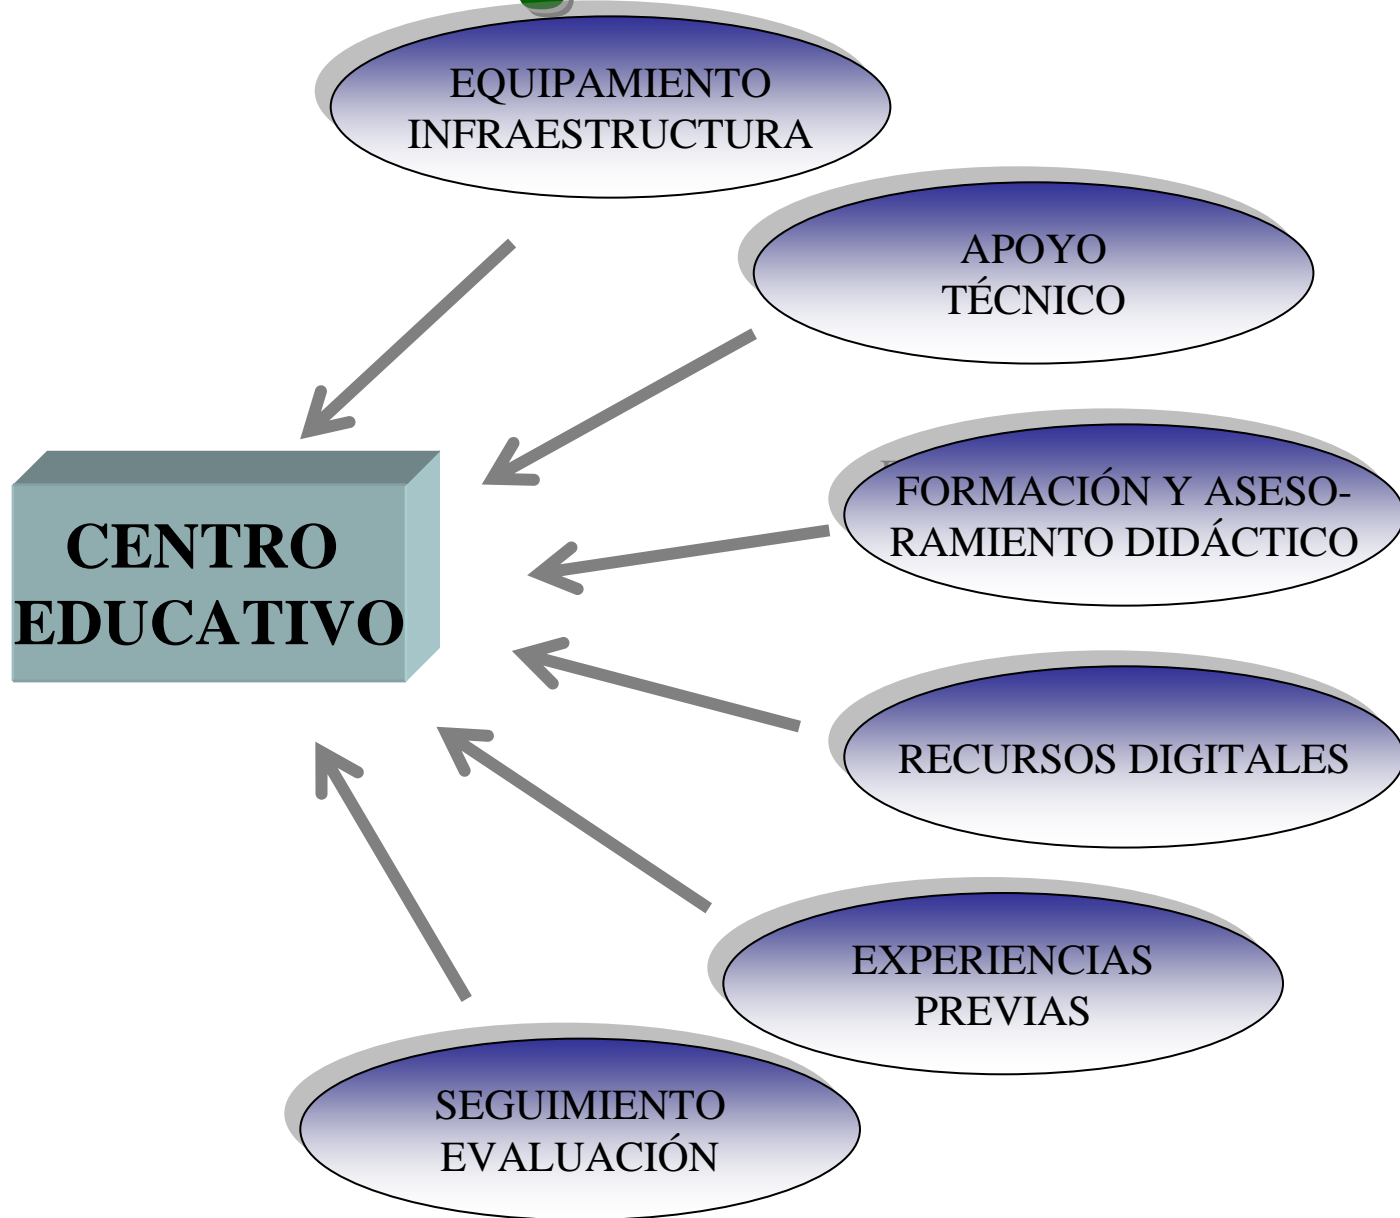 EQUIPAMIENTO
INFRAESTRUCTURA
APOYO
TÉCNICO
FORMACIÓN Y ASESO-
RAMIENTO DIDÁCTICO
CENTRO
EDUCATIVO
RECURSOS DIGITALES
EXPERIENCIAS
PREVIAS
SEGUIMIENTO
EVALUACIÓN